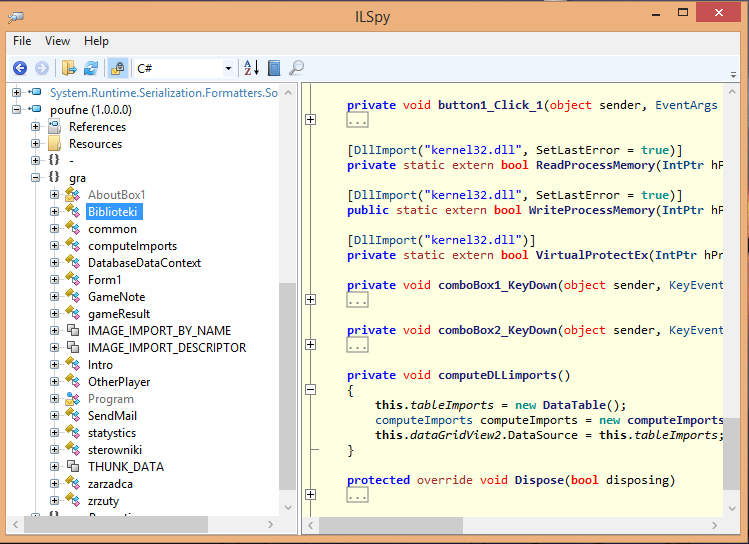 ILSpy
File View Help
C#
System.Runtime.Serialization.Formatters.So
poufne (1.0.0.0)
References
Resources
{} -
{} gra
AboutBox1
Biblioteki
common
computeImports
DatabaseDataContext
Form1
GameNote
gameResult
IMAGE_IMPORT_BY_NAME
IMAGE_IMPORT_DESCRIPTOR
Intro
OtherPlayer
Program
SendMail
statystics
sterowniki
THUNK_DATA
zarzadca
zrzuty
private void button1_Click_1(object sender, EventArgs
...
[DllImport("kernel32.dll", SetLastError = true)]
private static extern bool ReadProcessMemory(IntPtr hP
[DllImport("kernel32.dll", SetLastError = true)]
public static extern bool WriteProcessMemory(IntPtr hP
[DllImport("kernel32.dll")]
private static extern bool VirtualProtectEx(IntPtr hPr
private void comboBox1_KeyDown(object sender, KeyEvent
...
private void comboBox2_KeyDown(object sender, KeyEvent
...
private void computeDLLimports()
{
this.tableImports = new DataTable();
computeImports computeImports = new computeImports
this.dataGridView2.DataSource = this.tableImports;
}
protected override void Dispose(bool disposing)
...